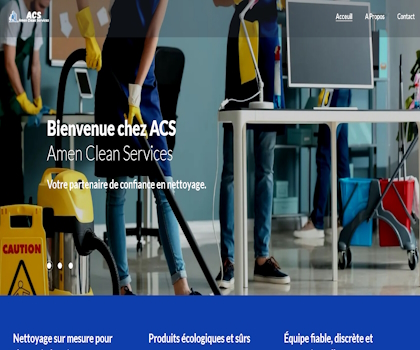 ACS
Amen Clean Services
Acceuil
A Propos
Contact
Bienvenue chez ACS
Amen Clean Services
Votre partenaire de confiance en nettoyage.
CAUTION
Nettoyage sur mesure pour
Produits écologiques et sûrs
Équipe fiable, discrète et